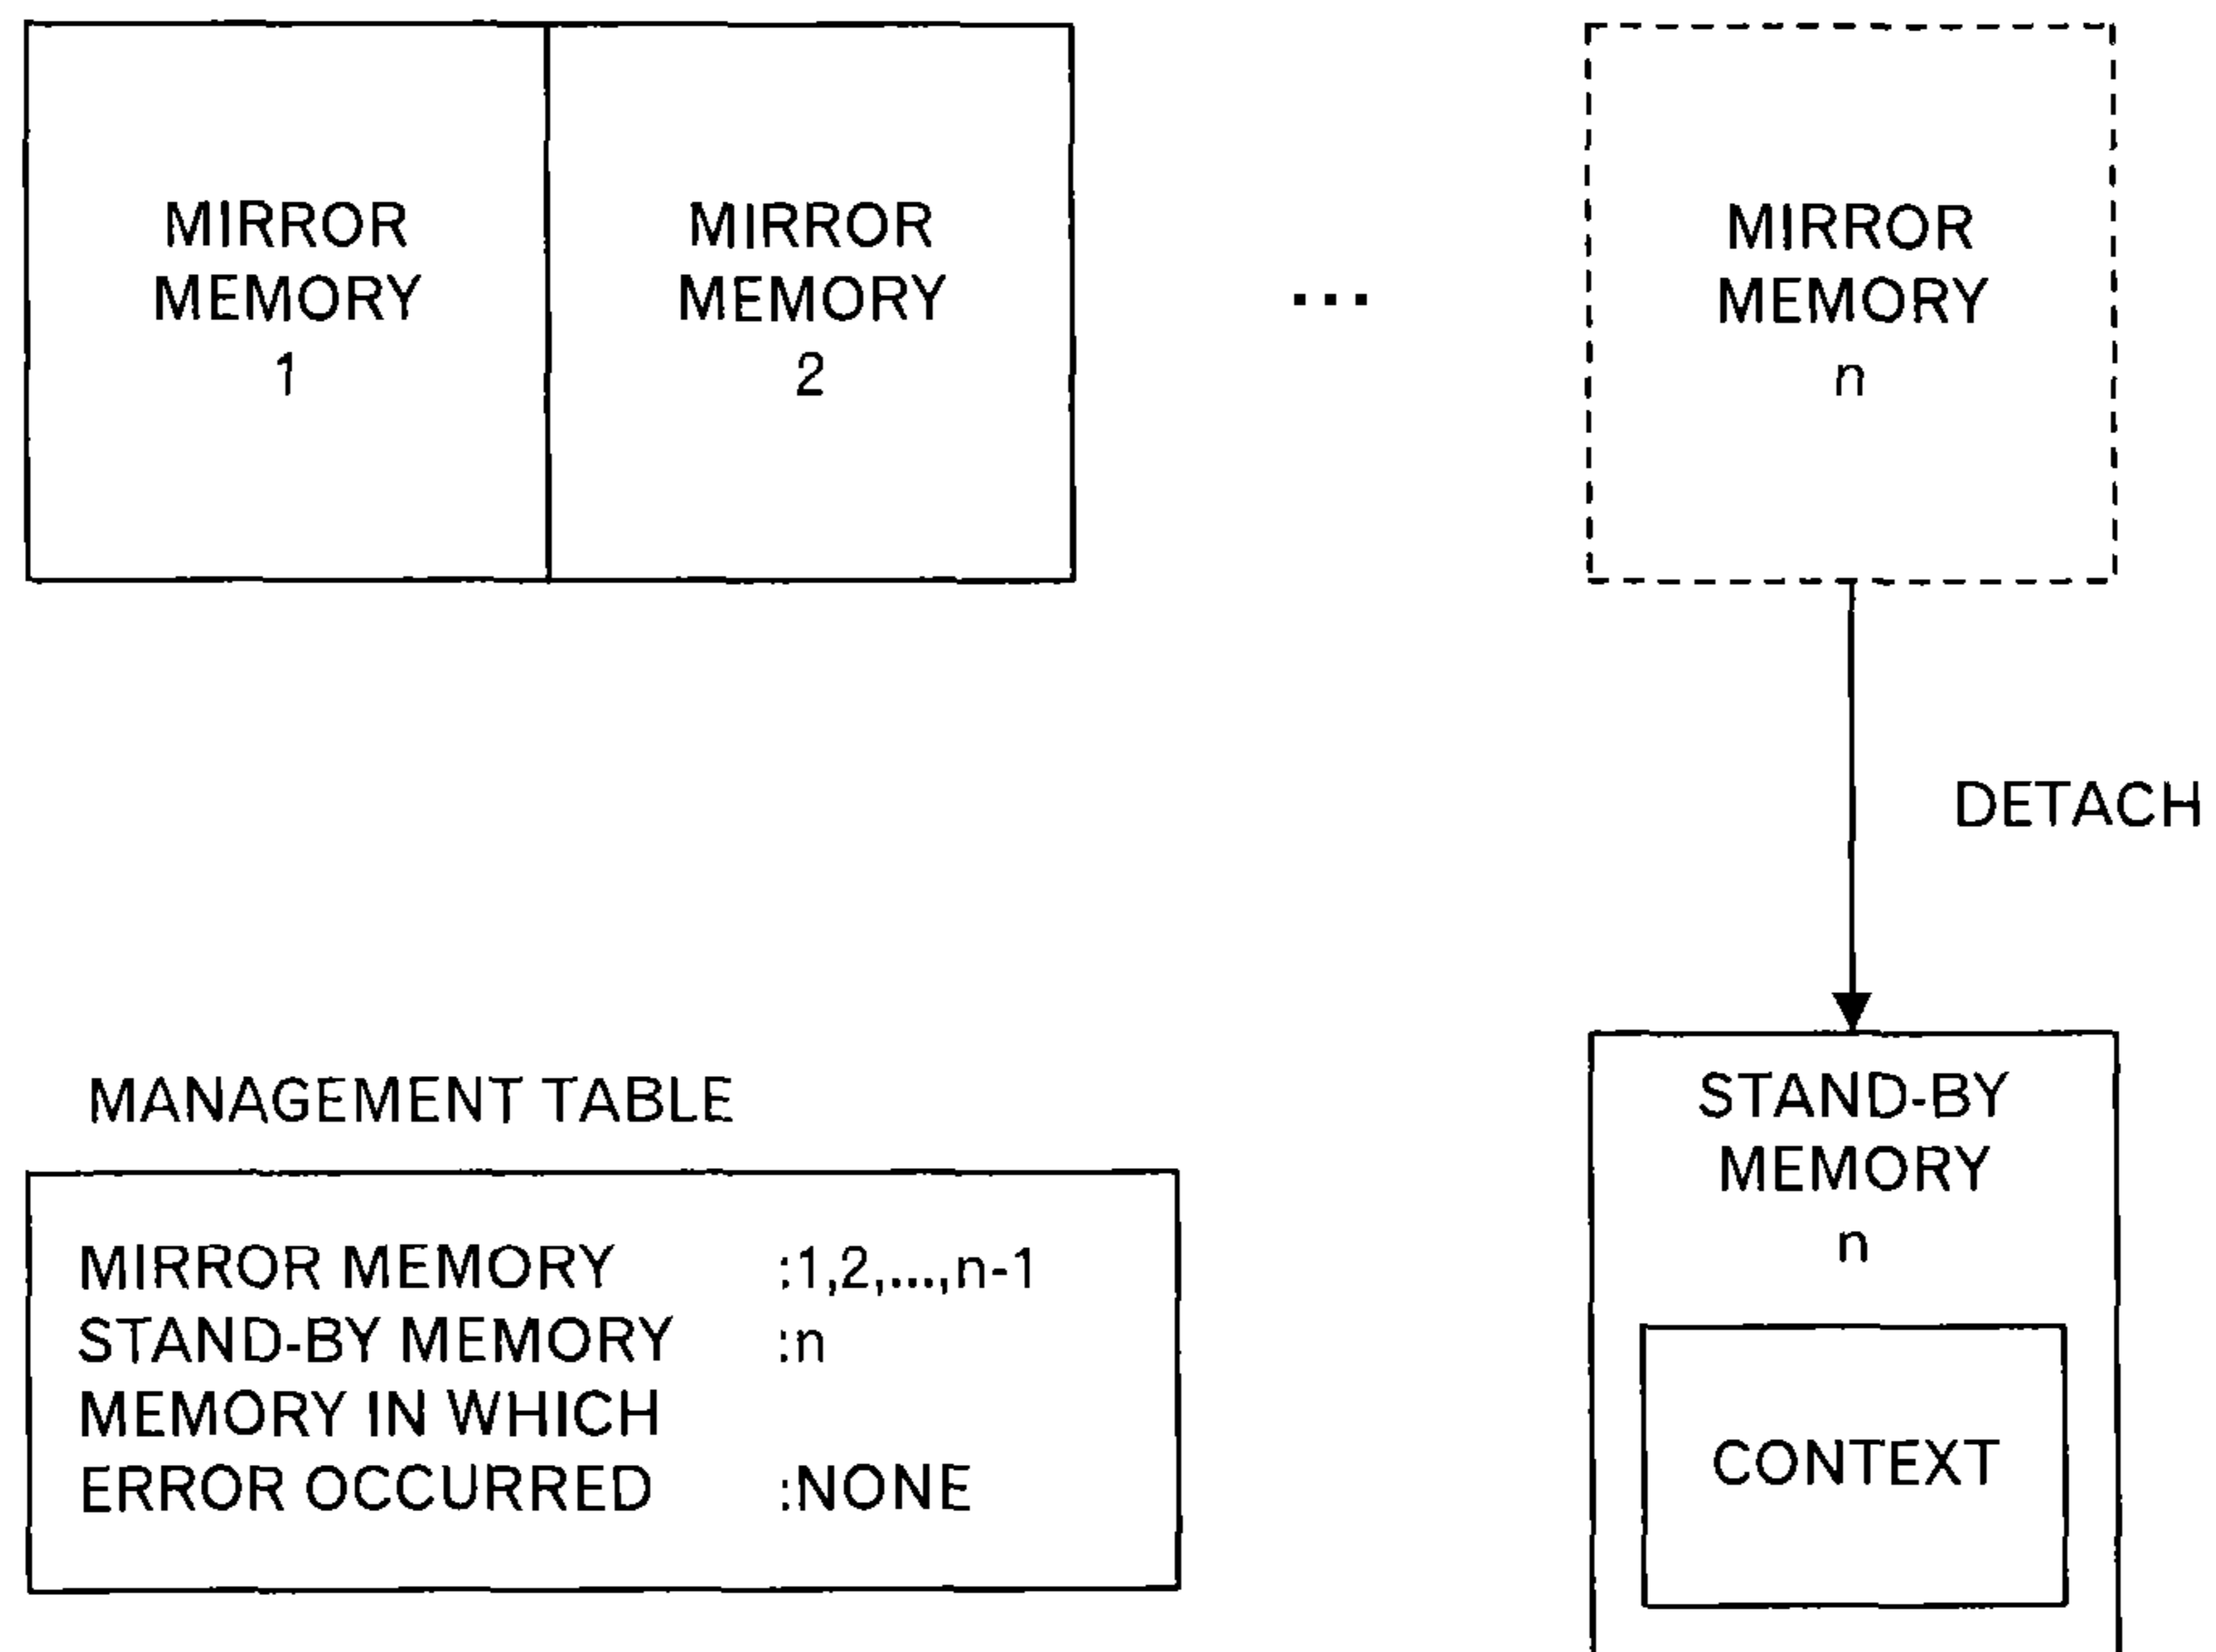 MIRROR
MEMORY
1
MIRROR
MEMORY
2
...
MIRROR
MEMORY
n
DETACH
MANAGEMENT TABLE
MIRROR MEMORY :1,2,...,n-1
STAND-BY MEMORY :n
MEMORY IN WHICH
ERROR OCCURRED :NONE
STAND-BY
MEMORY
n
CONTEXT